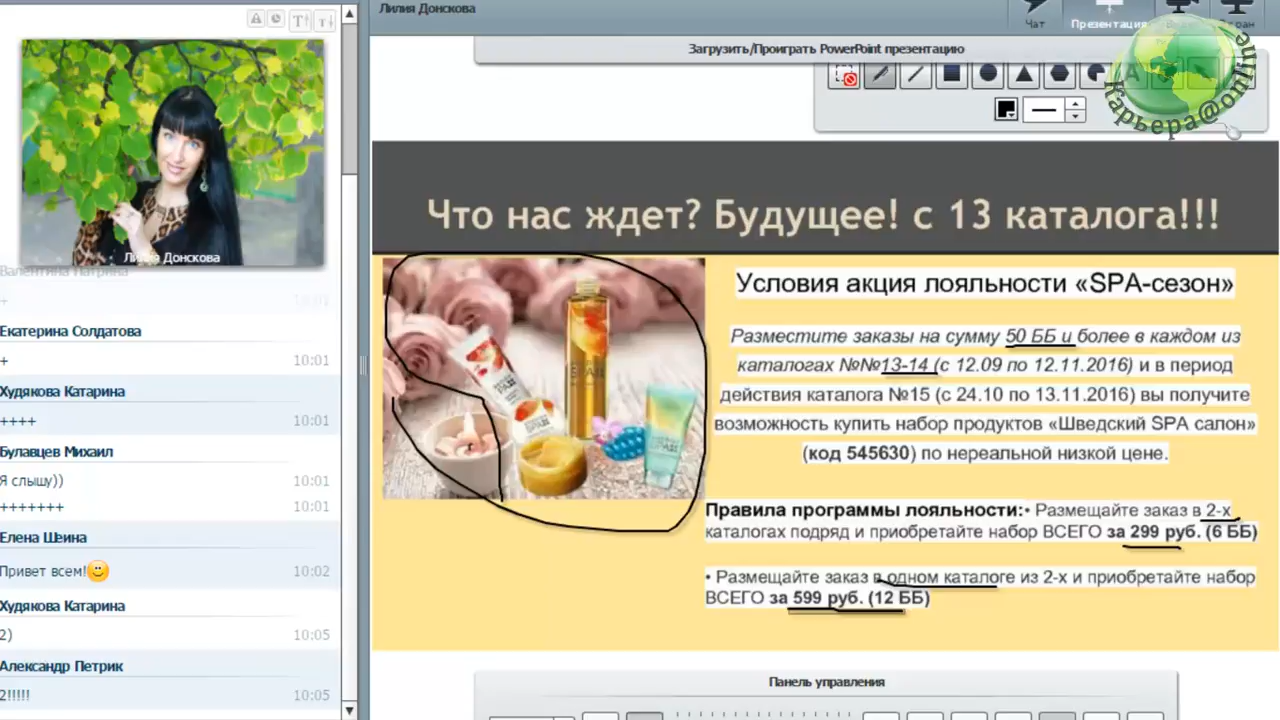 Лилия Донскова
Чат
Презентация
Загрузить/Проиграть PowerPoint презентацию
Карьера@online
Лилия Донскова
Валентина Патрина
+ 10:01
Екатерина Солдатова
+ 10:01
Худякова Катарина
++++ 10:01
Булавцев Михаил
Я слышу)) 10:01
+++++++ 10:01
Елена Шеина
Привет всем! 10:02
Худякова Катарина
2) 10:05
Александр Петрик
2!!!!! 10:05
Что нас ждет? Будущее! с 13 каталога!!!
Условия акция лояльности «SPA-сезон»
Разместите заказы на сумму 50 ББ и более в каждом из
каталогах №№13-14 (с 12.09 по 12.11.2016) и в период
действия каталога №15 (с 24.10 по 13.11.2016) вы получите
возможность купить набор продуктов «Шведский SPA салон»
(код 545630) по нереальной низкой цене.
Правила программы лояльности:• Размещайте заказ в 2-х
каталогах подряд и приобретайте набор ВСЕГО за 299 руб. (6 ББ)
• Размещайте заказ в одном каталоге из 2-х и приобретайте набор
ВСЕГО за 599 руб. (12 ББ)
Панель управления